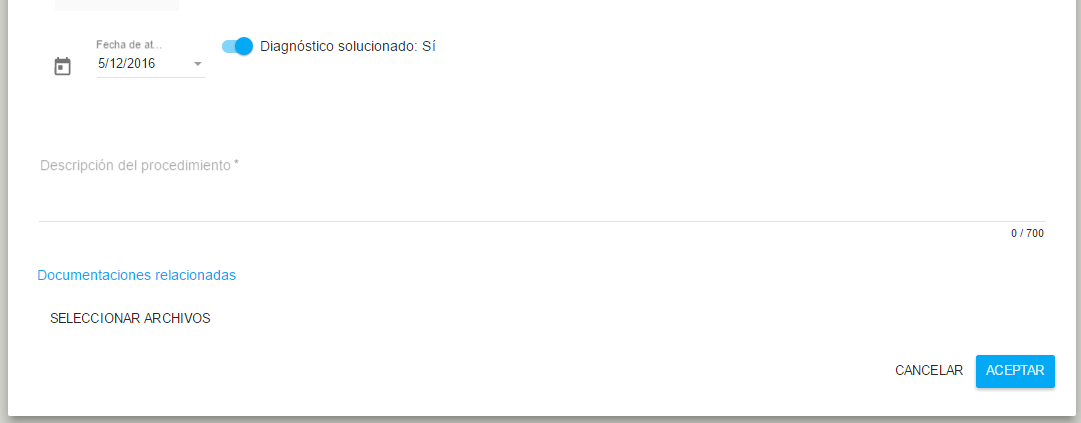 Fecha de at...
5/12/2016
Diagnóstico solucionado: Sí
Descripción del procedimiento *
0 / 700
Documentaciones relacionadas
SELECCIONAR ARCHIVOS
CANCELAR
ACEPTAR